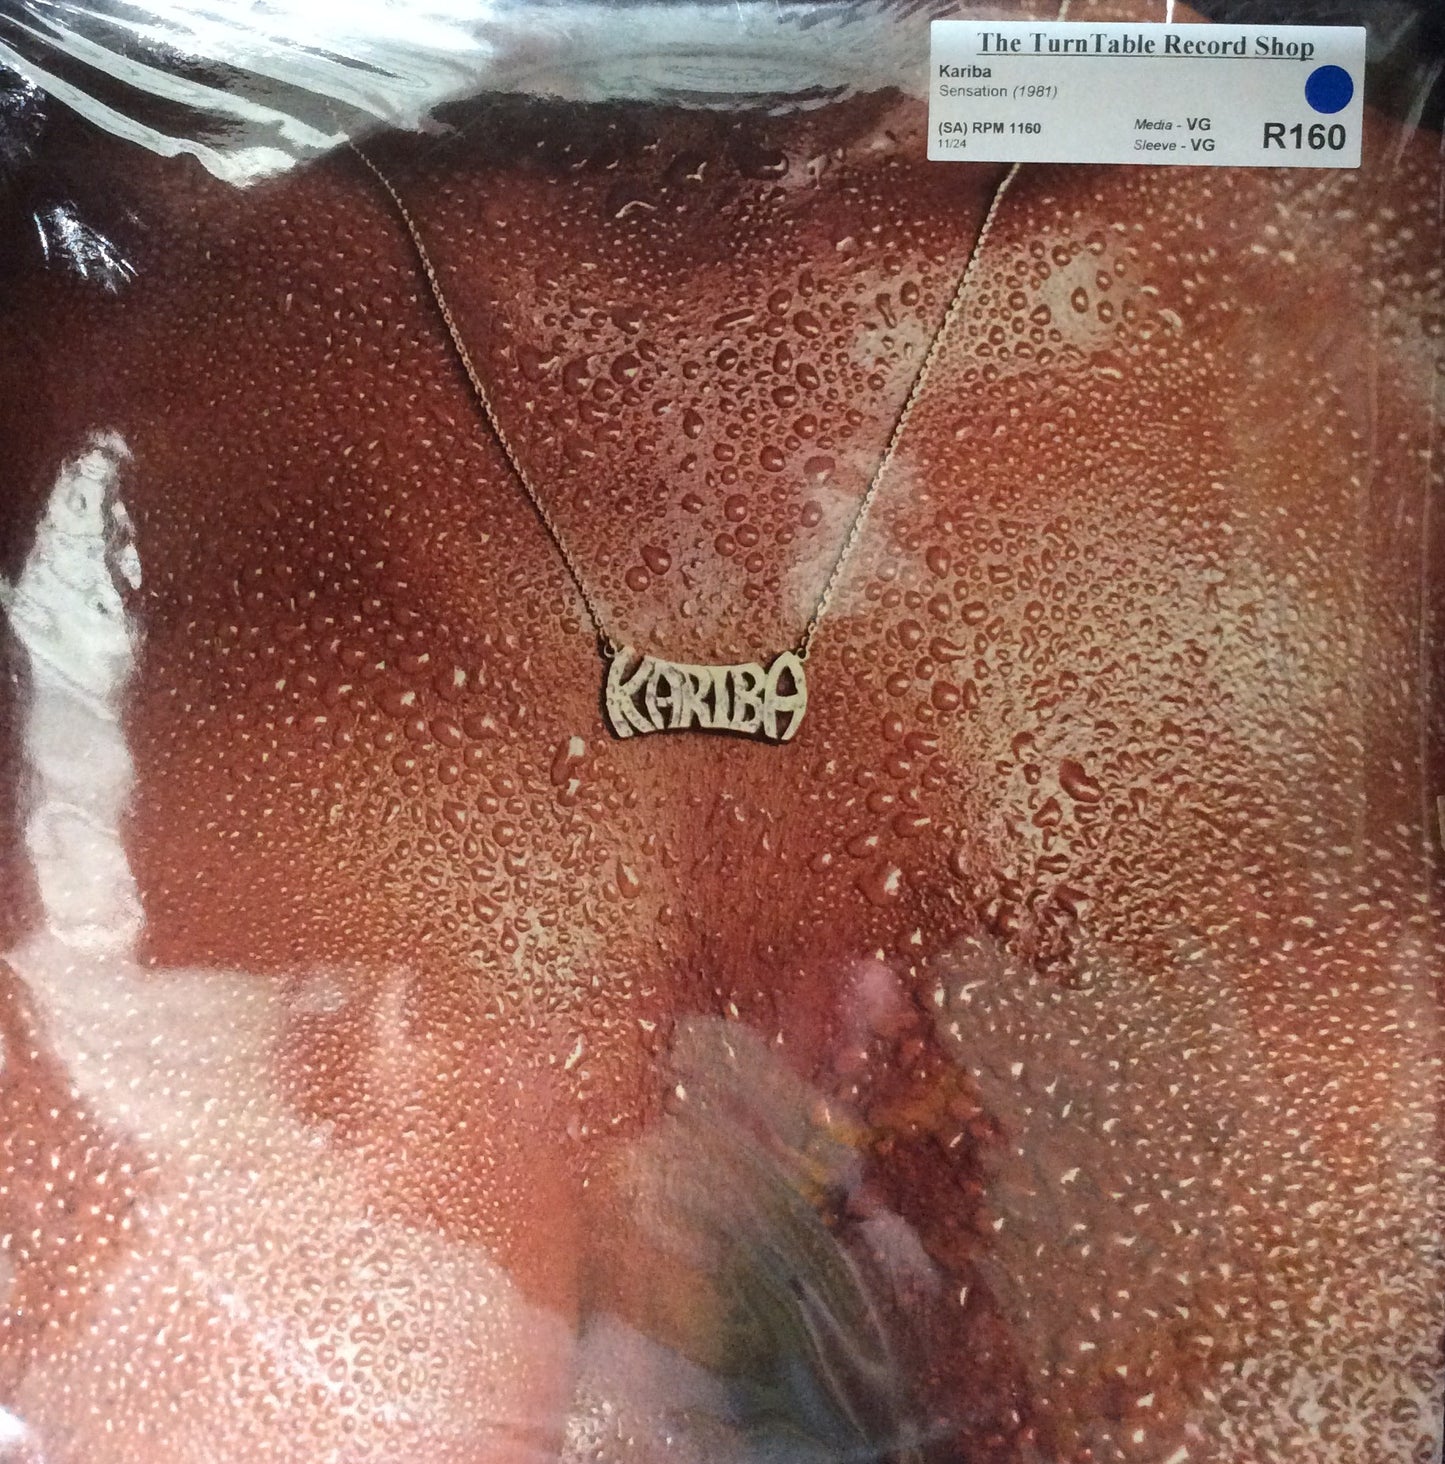 The TurnTable Record Shop
Kariba
Sensation (1981)
(SA) RPM 1160
11/24
Media - VG
Sleeve - VG
R160
KARIBA